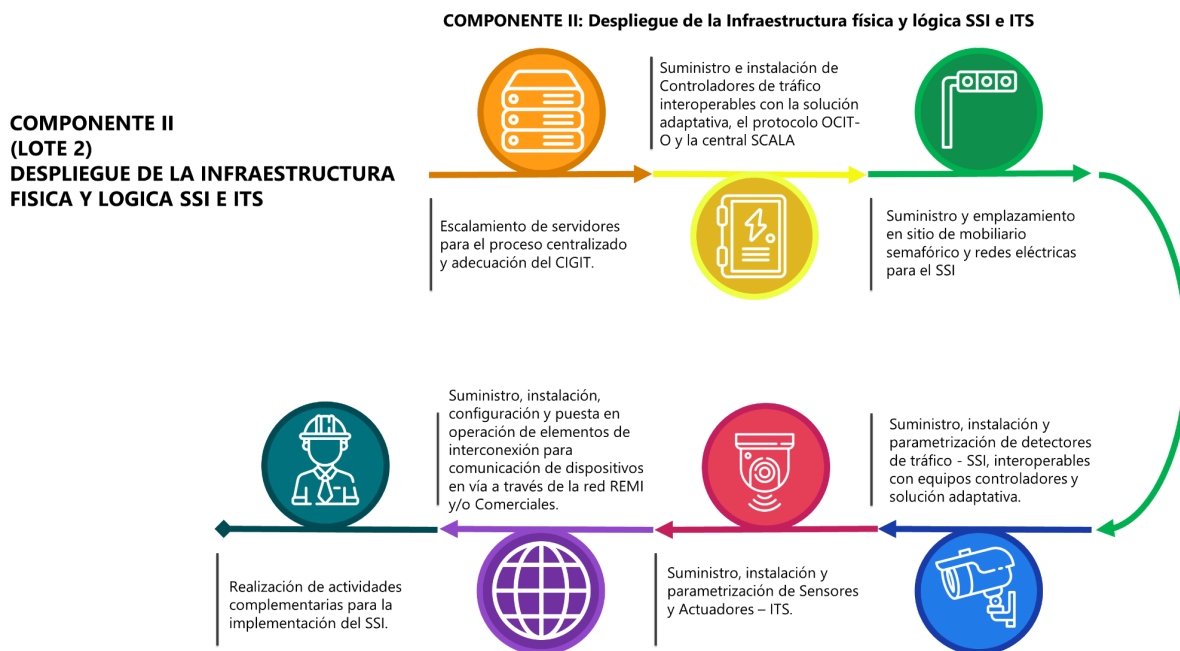 COMPONENTE II: Despliegue de la Infraestructura física y lógica SSI e ITS
COMPONENTE II
(LOTE 2)
DESPLIEGUE DE LA INFRAESTRUCTURA
FISICA Y LOGICA SSI E ITS
Escalamiento de servidores
para el proceso centralizado
y adecuación del CIGIT.
Suministro e instalación de
Controladores de tráfico
interoperables con la solución
adaptativa, el protocolo OCIT-
O y la central SCALA
Suministro y emplazamiento
en sitio de mobiliario
semafórico y redes eléctricas
para el SSI
Suministro, instalación y
parametrización de detectores
de tráfico - SSI, interoperables
con equipos controladores y
solución adaptativa.
Suministro, instalación y
parametrización de Sensores
y Actuadores – ITS.
Suministro, instalación,
configuración y puesta en
operación de elementos de
interconexión para
comunicación de dispositivos
en vía a través de la red REMI
y/o Comerciales.
Realización de actividades
complementarias para la
implementación del SSI.